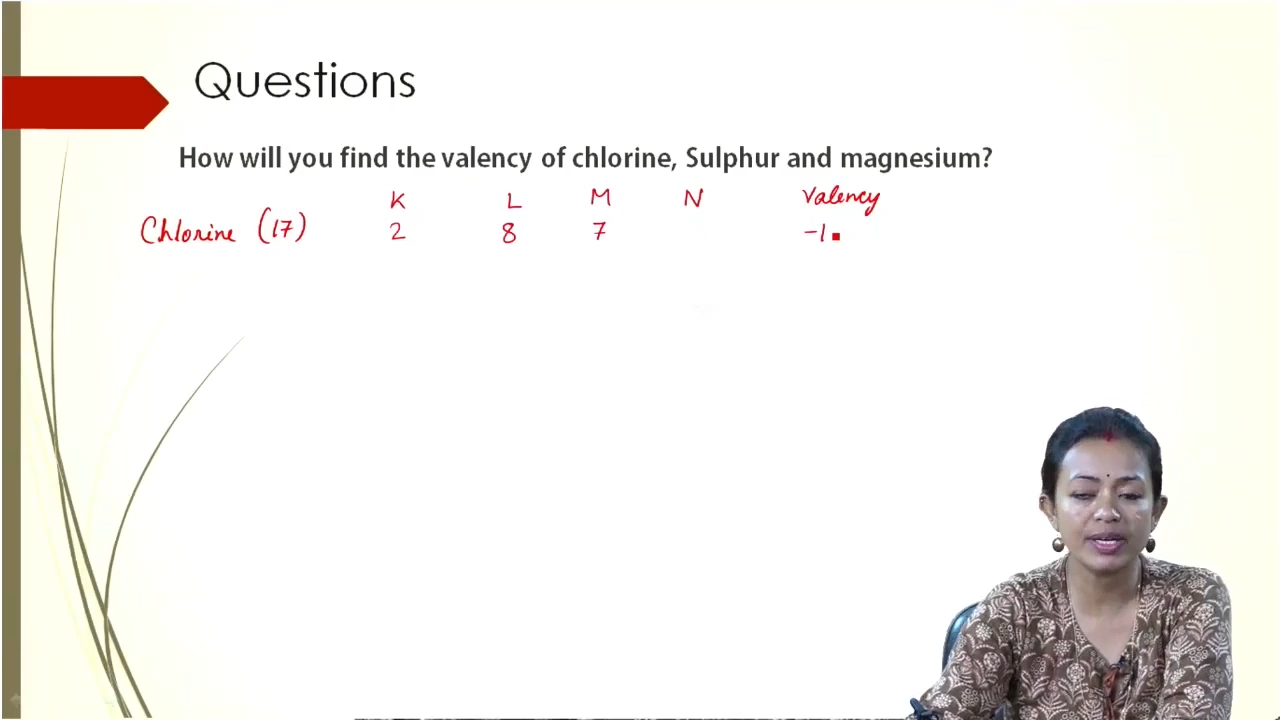 Questions
How will you find the valency of chlorine, Sulphur and magnesium?
K L M N Valency
Chlorine (17) 2 8 7 -1